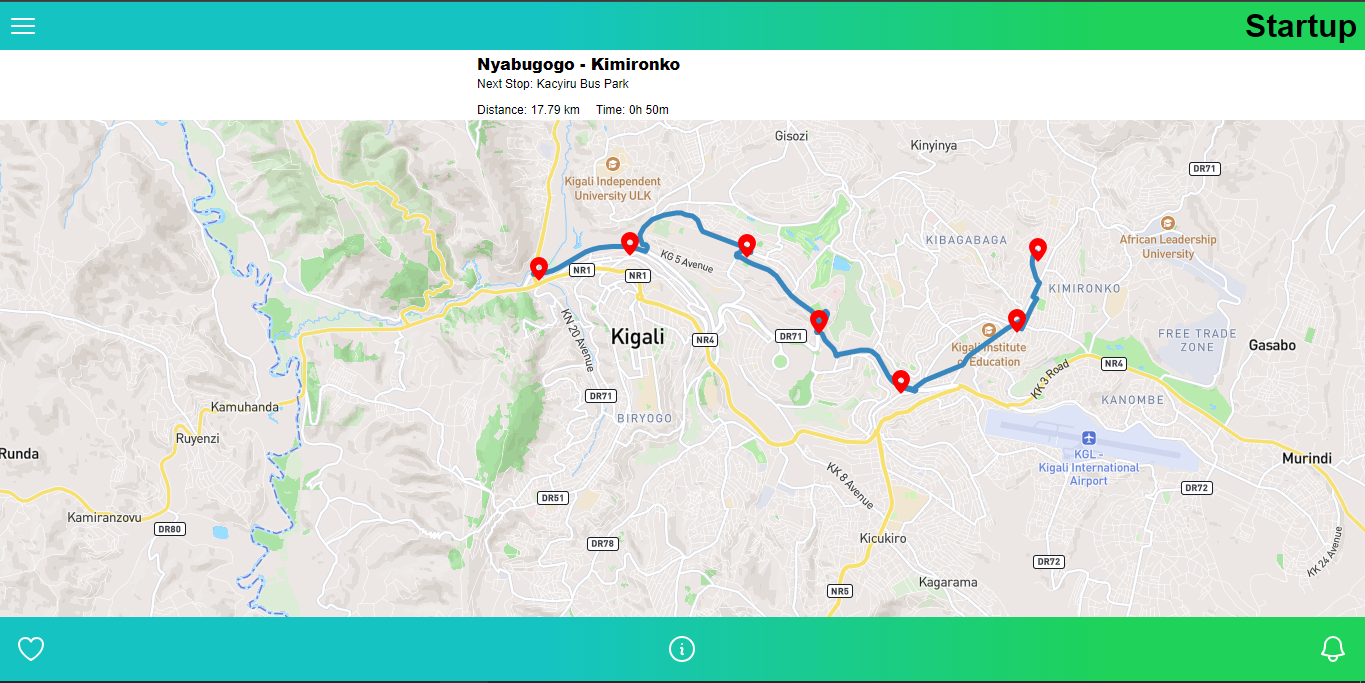 Startup
Nyabugogo - Kimironko
Next Stop: Kacyiru Bus Park
Distance: 17.79 km Time: 0h 50m
Gisozi
Kinyinya
DR71
Kigali Independent
University ULK
African Leadership
University
KIBAGABAGA
KG 5 Avenue
NR1
NR1
KIMIRONKO
KN 20 Avenue
Kigali
NR4
DR71
Kigali Institute
of Education
FREE TRADE
ZONE
Gasabo
NR4
KK 3 Road
DR71
KANOMBE
Kamuhanda
BIRYOGO
Ruyenzi
Runda
KGL -
Kigali International
Airport
Murindi
KK 8 Avenue
DR72
DR51
Kamiranzovu
DR80
DR78
Kicukiro
KK 24 Avenue
DR72
Kagarama
NR5